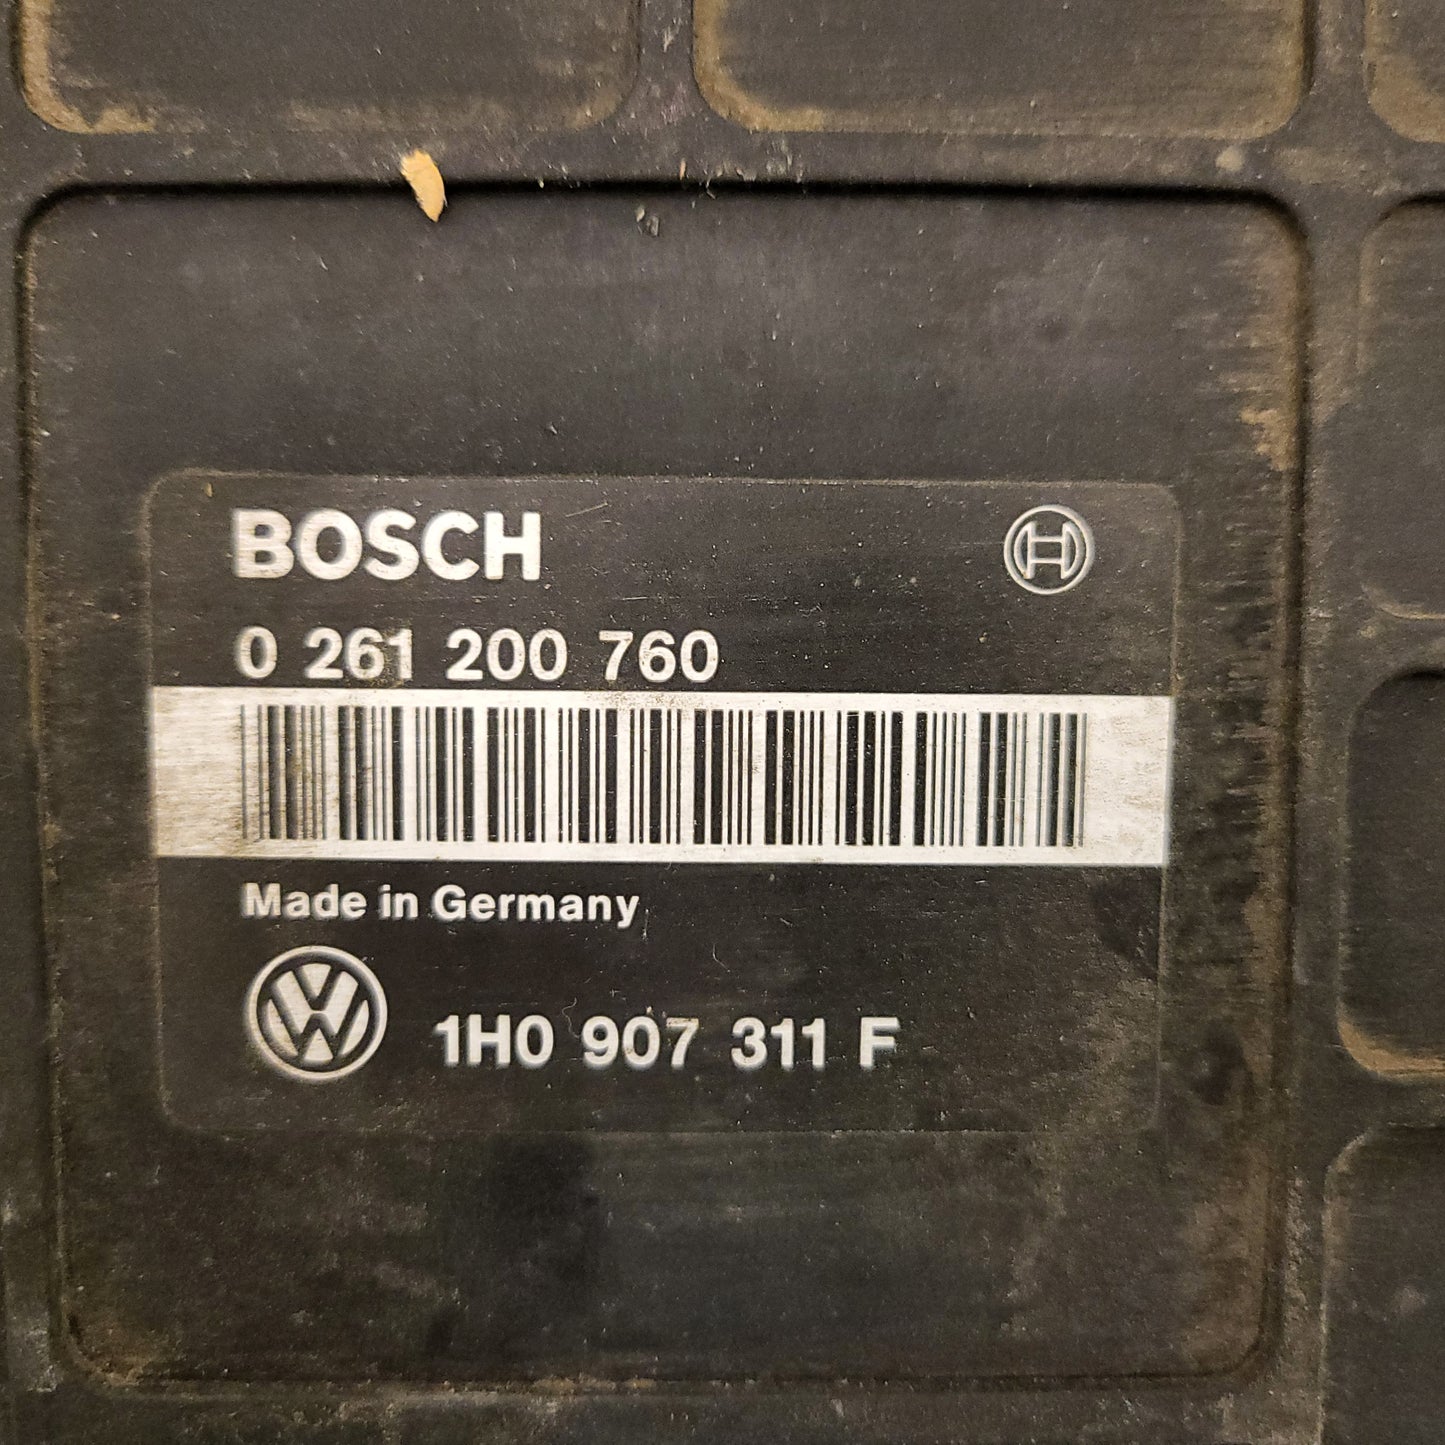 BOSCH
0 261 200 760
Made in Germany
1H0 907 311 F